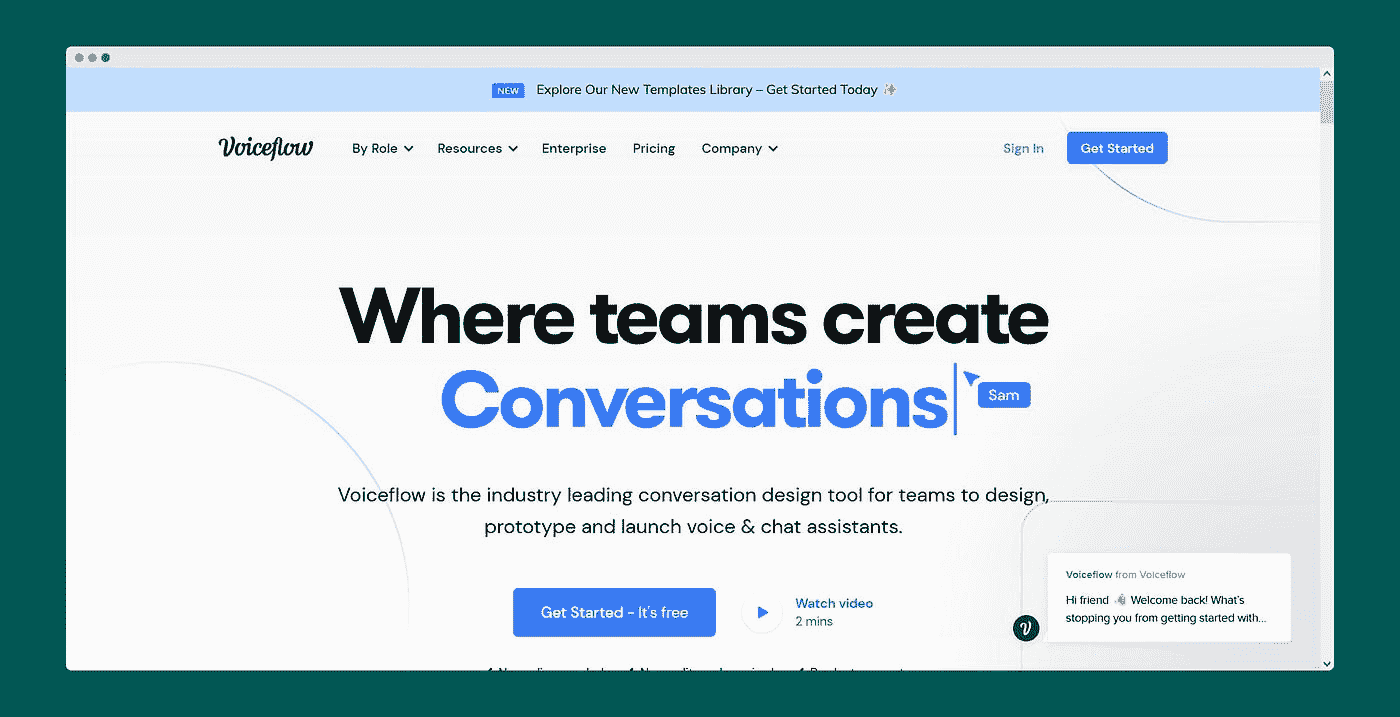 NEW Explore Our New Templates Library – Get Started Today
Voiceflow By Role Resources Enterprise Pricing Company Sign In Get Started
Where teams create
Conversations
Sam
Voiceflow is the industry leading conversation design tool for teams to design,
prototype and launch voice & chat assistants.
Get Started - It's free
Watch video
2 mins
Voiceflow from Voiceflow
Hi friend Welcome back! What's
stopping you from getting started with...
V